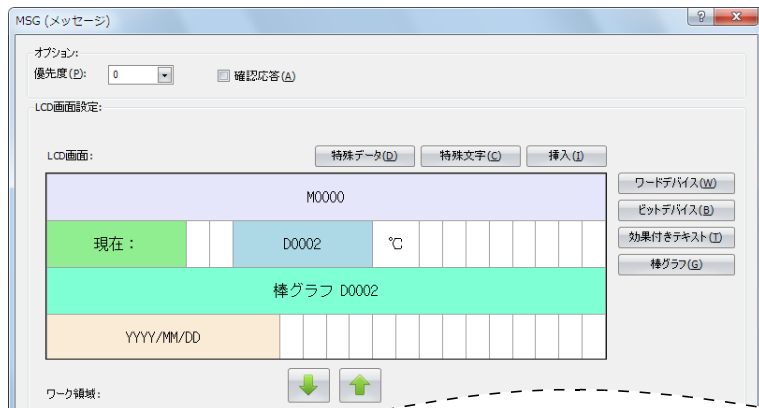 MSG (メッセージ)
オプション:
優先度(P): 0 確認応答(A)
LCD画面設定:
LCD画面: 特殊データ(D) 特殊文字(C) 挿入(I)
M0000 ワードデバイス(W)
ビットデバイス(B)
現在： D0002 ℃ 効果付きテキスト(T)
棒グラフ(G)
棒グラフ D0002
YYYY/MM/DD
ワーク領域: